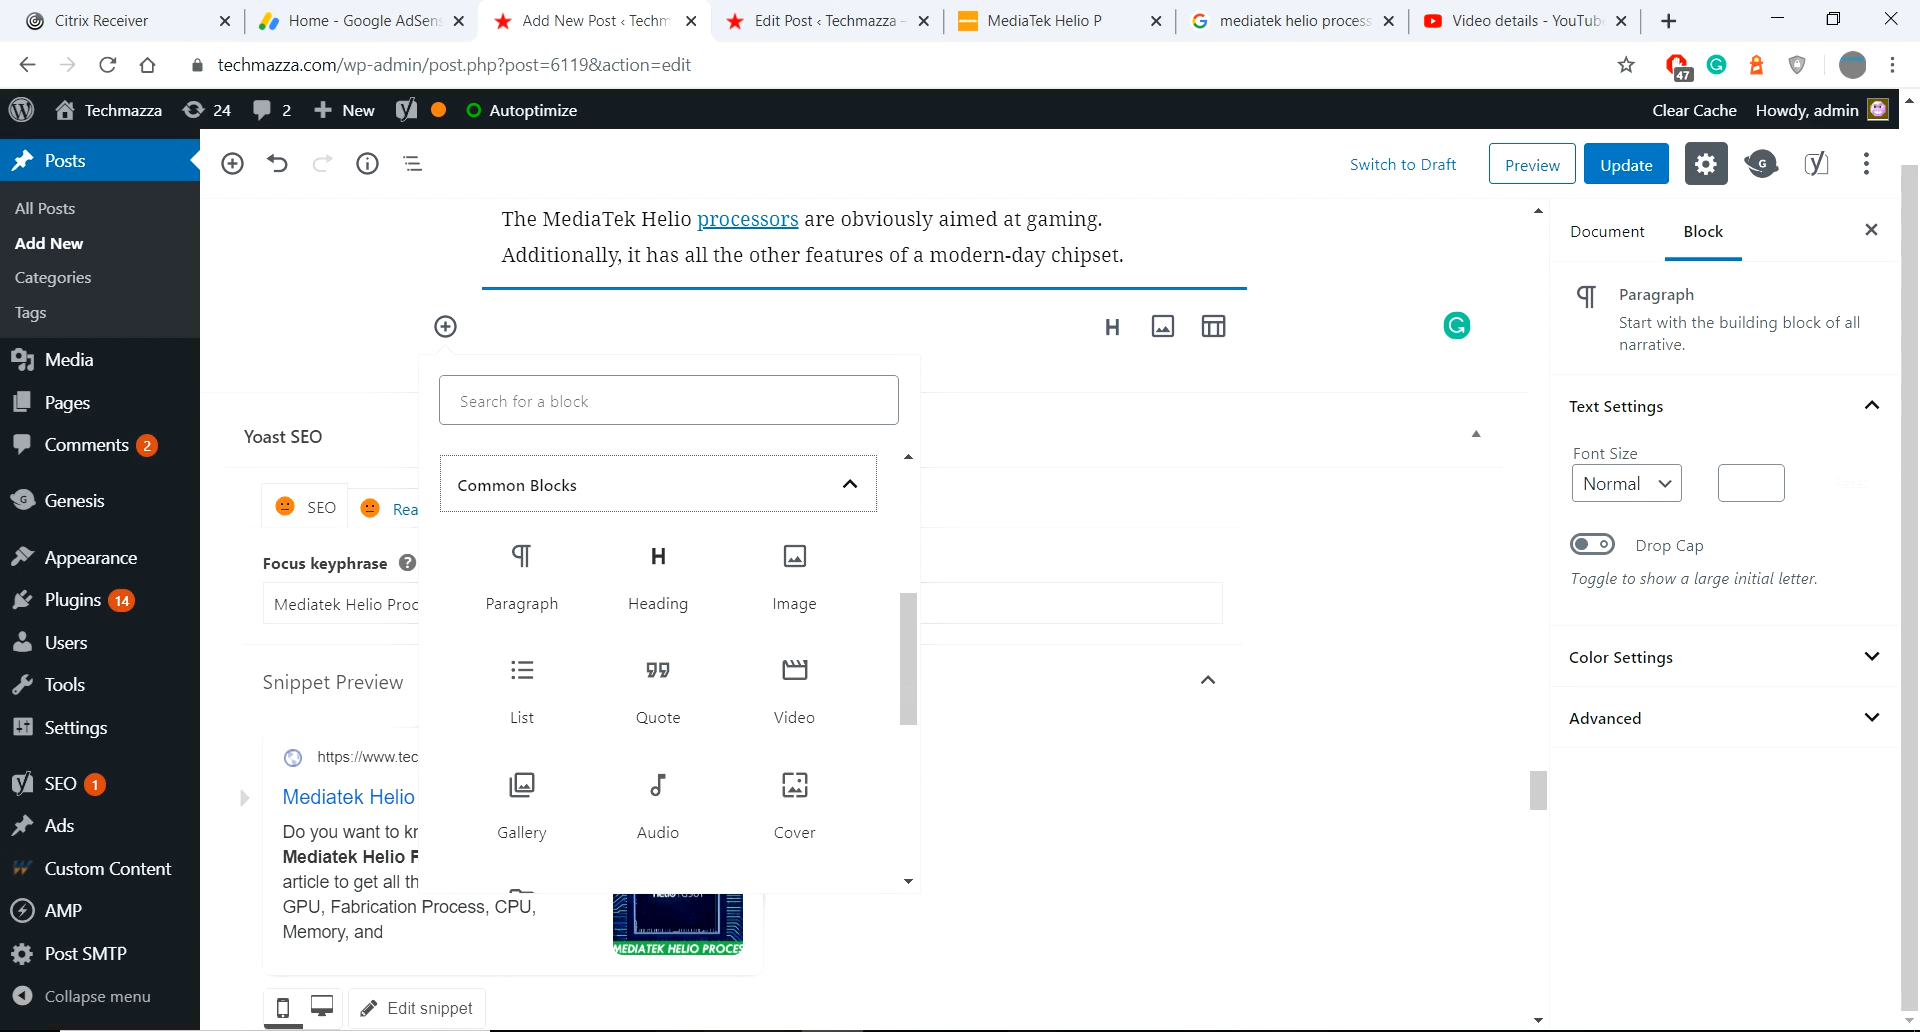 Citrix Receiver
Home - Google AdSens
Add New Post ‹ Techm
Edit Post ‹ Techmazza -
MediaTek Helio P
mediatek helio process
Video details - YouTub
techmazza.com/wp-admin/post.php?post=6119&action=edit
47
Techmazza
24
2
New
Autoptimize
Clear Cache
Howdy, admin
Posts
All Posts
Add New
Categories
Tags
Media
Pages
Comments 2
Genesis
Appearance
Plugins 14
Users
Tools
Settings
SEO 1
Ads
Custom Content
AMP
Post SMTP
Collapse menu
Switch to Draft
Preview
Update
The MediaTek Helio processors are obviously aimed at gaming.
Additionally, it has all the other features of a modern-day chipset.
H
Search for a block
Common Blocks
Paragraph
Heading
Image
List
Quote
Video
Gallery
Audio
Cover
Yoast SEO
SEO
Rea
Focus keyphrase
Mediatek Helio Proc
Snippet Preview
https://www.tec
Mediatek Helio
Do you want to kr
Mediatek Helio
article to get all th
GPU, Fabrication Process, CPU,
Memory, and
MEDIATEK HELIO PROCES
Edit snippet
Document
Block
Paragraph
Start with the building block of all
narrative.
Text Settings
Font Size
Normal
Drop Cap
Toggle to show a large initial letter.
Color Settings
Advanced